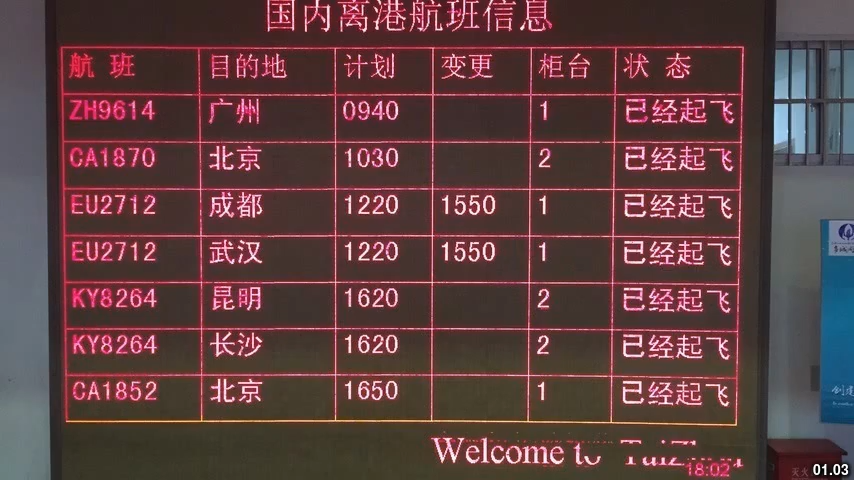 国内离港航班信息
航 班 目的地 计划 变更 柜台 状 态
ZH9614 广州 0940 1 已经起飞
CA1870 北京 1030 2 已经起飞
EU2712 成都 1220 1550 1 已经起飞
EU2712 武汉 1220 1550 1 已经起飞
KY8264 昆明 1620 2 已经起飞
KY8264 长沙 1620 2 已经起飞
CA1852 北京 1650 1 已经起飞
Welcome to
18:02
01.03